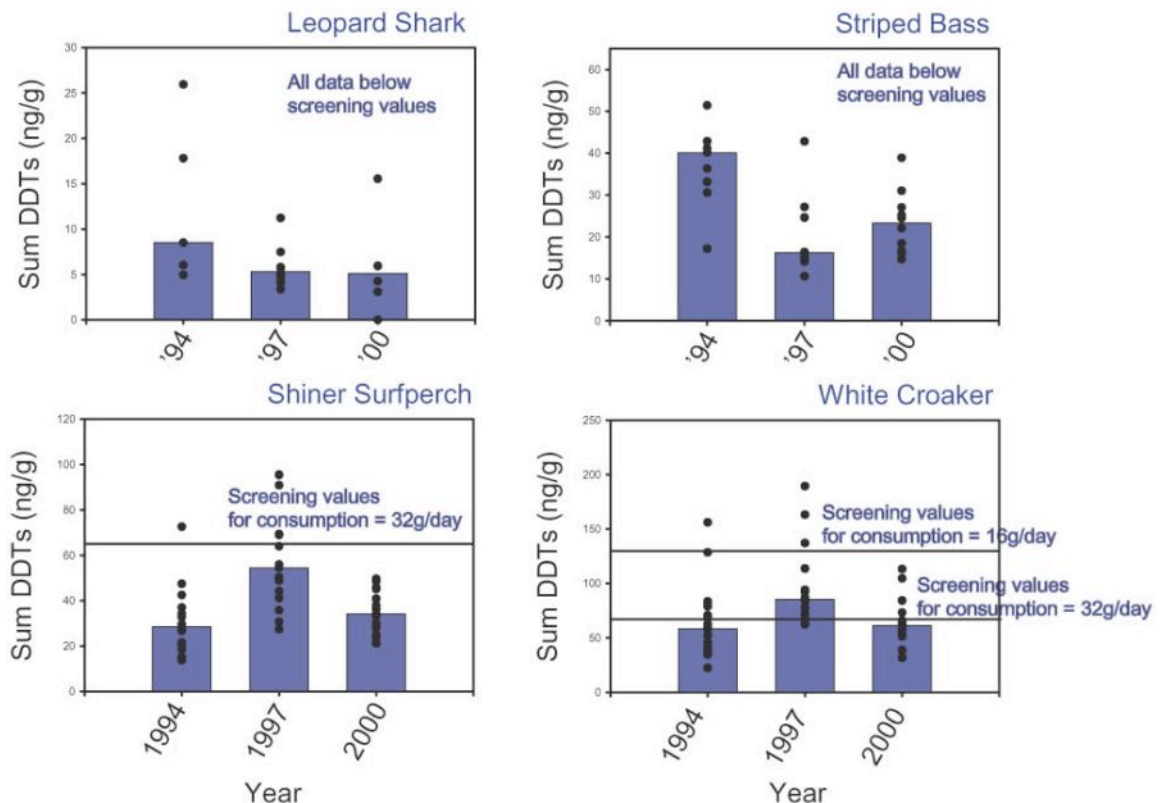 Leopard Shark
Sum DDTs (ng/g)
30
25
20
15
10
5
0
All data below
screening values
'94
'97
'00
Striped Bass
Sum DDTs (ng/g)
60
50
40
30
20
10
0
All data below
screening values
'94
'97
'00
Shiner Surfperch
Sum DDTs (ng/g)
120
100
80
60
40
20
0
Screening values
for consumption = 32g/day
1994
1997
2000
Year
White Croaker
Sum DDTs (ng/g)
250
200
150
100
50
0
Screening values
for consumption = 16g/day
Screening values
for consumption = 32g/day
1994
1997
2000
Year